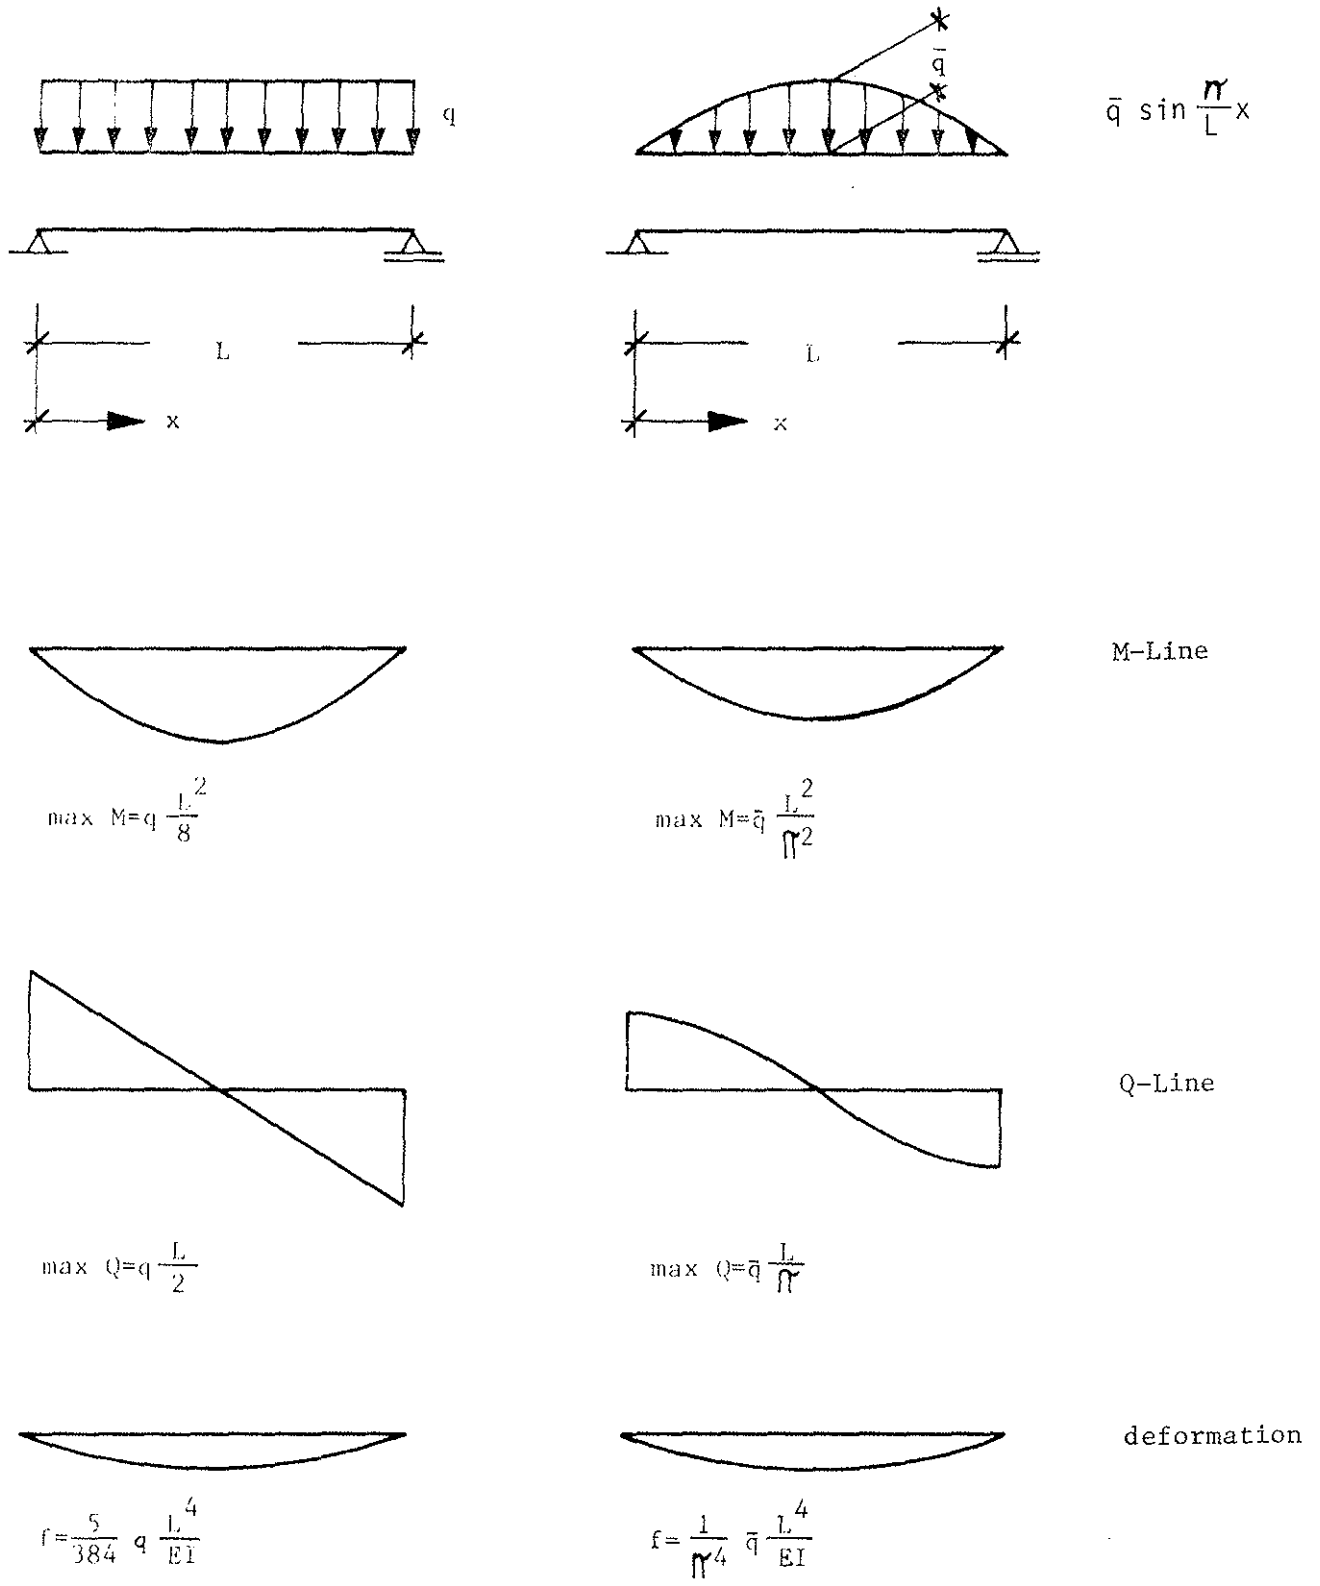 q
q̄
q̄ sin π/L x
L
L
x
x
M-Line
max M=q L²/8
max M=q̄ L²/π²
Q-Line
max Q=q L/2
max Q=q̄ L/π
deformation
f=5/384 q L⁴/EI
f=1/π⁴ q̄ L⁴/EI